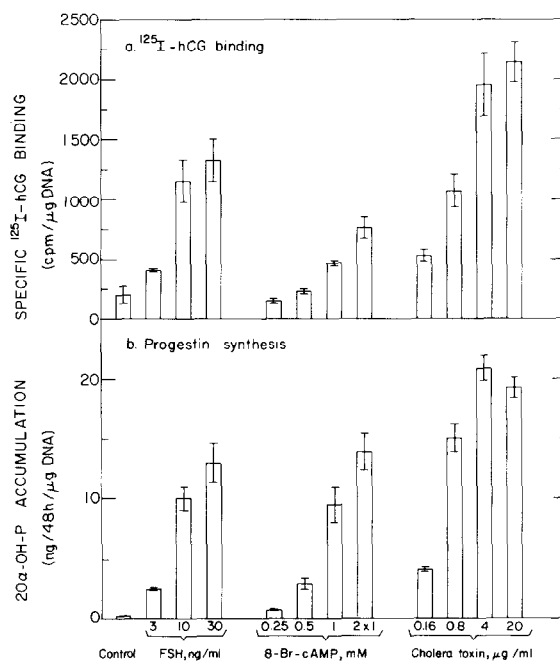 2500
2000
1500
1000
500
0
SPECIFIC ¹²⁵I-hCG BINDING
(cpm/µg DNA)
a. ¹²⁵I-hCG binding
b. Progestin synthesis
20
10
0
20α-OH-P ACCUMULATION
(ng/48h/µg DNA)
3 10 30 0.25 0.5 1 2x1 0.16 0.8 4 20
Control FSH,ng/ml 8-Br-cAMP, mM Cholera toxin, µg/ml